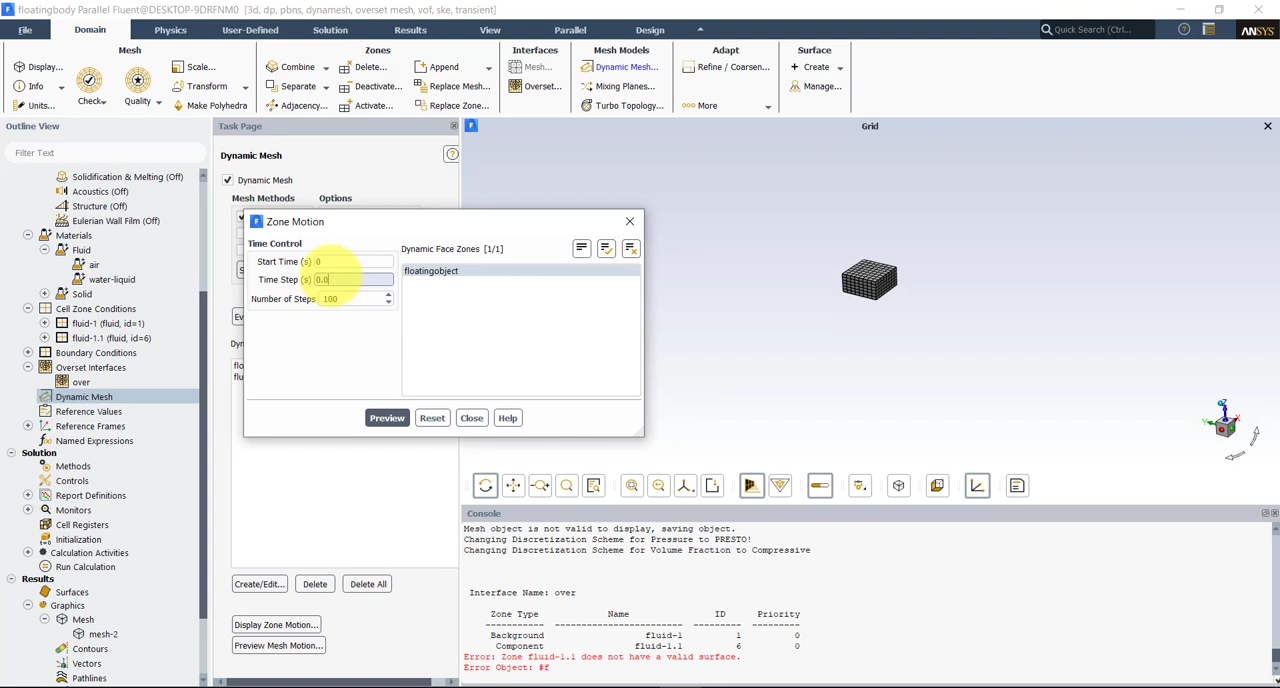 floatingbody Parallel Fluent@DESKTOP-9DRFNM0 [3d, dp, pbns, dynamesh, overset mesh, vof, ske, transient]
File Domain Physics User-Defined Solution Results View Parallel Design Quick Search (Ctrl... ANSYS
Mesh Zones Interfaces Mesh Models Adapt Surface
Display... Scale... Combine Delete... Append Mesh... Dynamic Mesh... Refine / Coarsen... Create
Info Transform Separate Deactivate... Replace Mesh... Overset... Mixing Planes... Manage...
Check Quality
Units... Make Polyhedra Adjacency... Activate... Replace Zone... Turbo Topology... More
Outline View
Filter Text
Solidification & Melting (Off)
Acoustics (Off)
Structure (Off)
Eulerian Wall Film (Off)
Materials
Fluid
air
water-liquid
Solid
Cell Zone Conditions
fluid-1 (fluid, id=1)
fluid-1.1 (fluid, id=6)
Boundary Conditions
Overset Interfaces
over
Dynamic Mesh
Reference Values
Reference Frames
Named Expressions
Solution
Methods
Controls
Report Definitions
Monitors
Cell Registers
Initialization
Calculation Activities
Run Calculation
Results
Surfaces
Graphics
Mesh
mesh-2
Contours
Vectors
Pathlines
Task Page
Dynamic Mesh
Dynamic Mesh
Mesh Methods Options
S
Ev
Dyn
flo
flu
Create/Edit... Delete Delete All
Display Zone Motion...
Preview Mesh Motion...
Zone Motion
Time Control
Start Time (s) 0
Time Step (s) 0.0
Number of Steps 100
Dynamic Face Zones [1/1]
floatingobject
Preview Reset Close Help
Grid
Z
Y
X
Console
Mesh object is not valid to display, saving object.
Changing Discretization Scheme for Pressure to PRESTO!
Changing Discretization Scheme for Volume Fraction to Compressive
Interface Name: over
Zone Type Name ID Priority
----------- ------------------------- --------- ---------
Background fluid-1 1 0
Component fluid-1.1 6 0
Error: Zone fluid-1.1 does not have a valid surface.
Error Object: #f